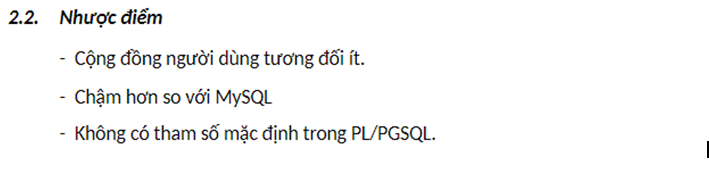 2.2. Nhược điểm
- Cộng đồng người dùng tương đối ít.
- Chậm hơn so với MySQL
- Không có tham số mặc định trong PL/PGSQL.